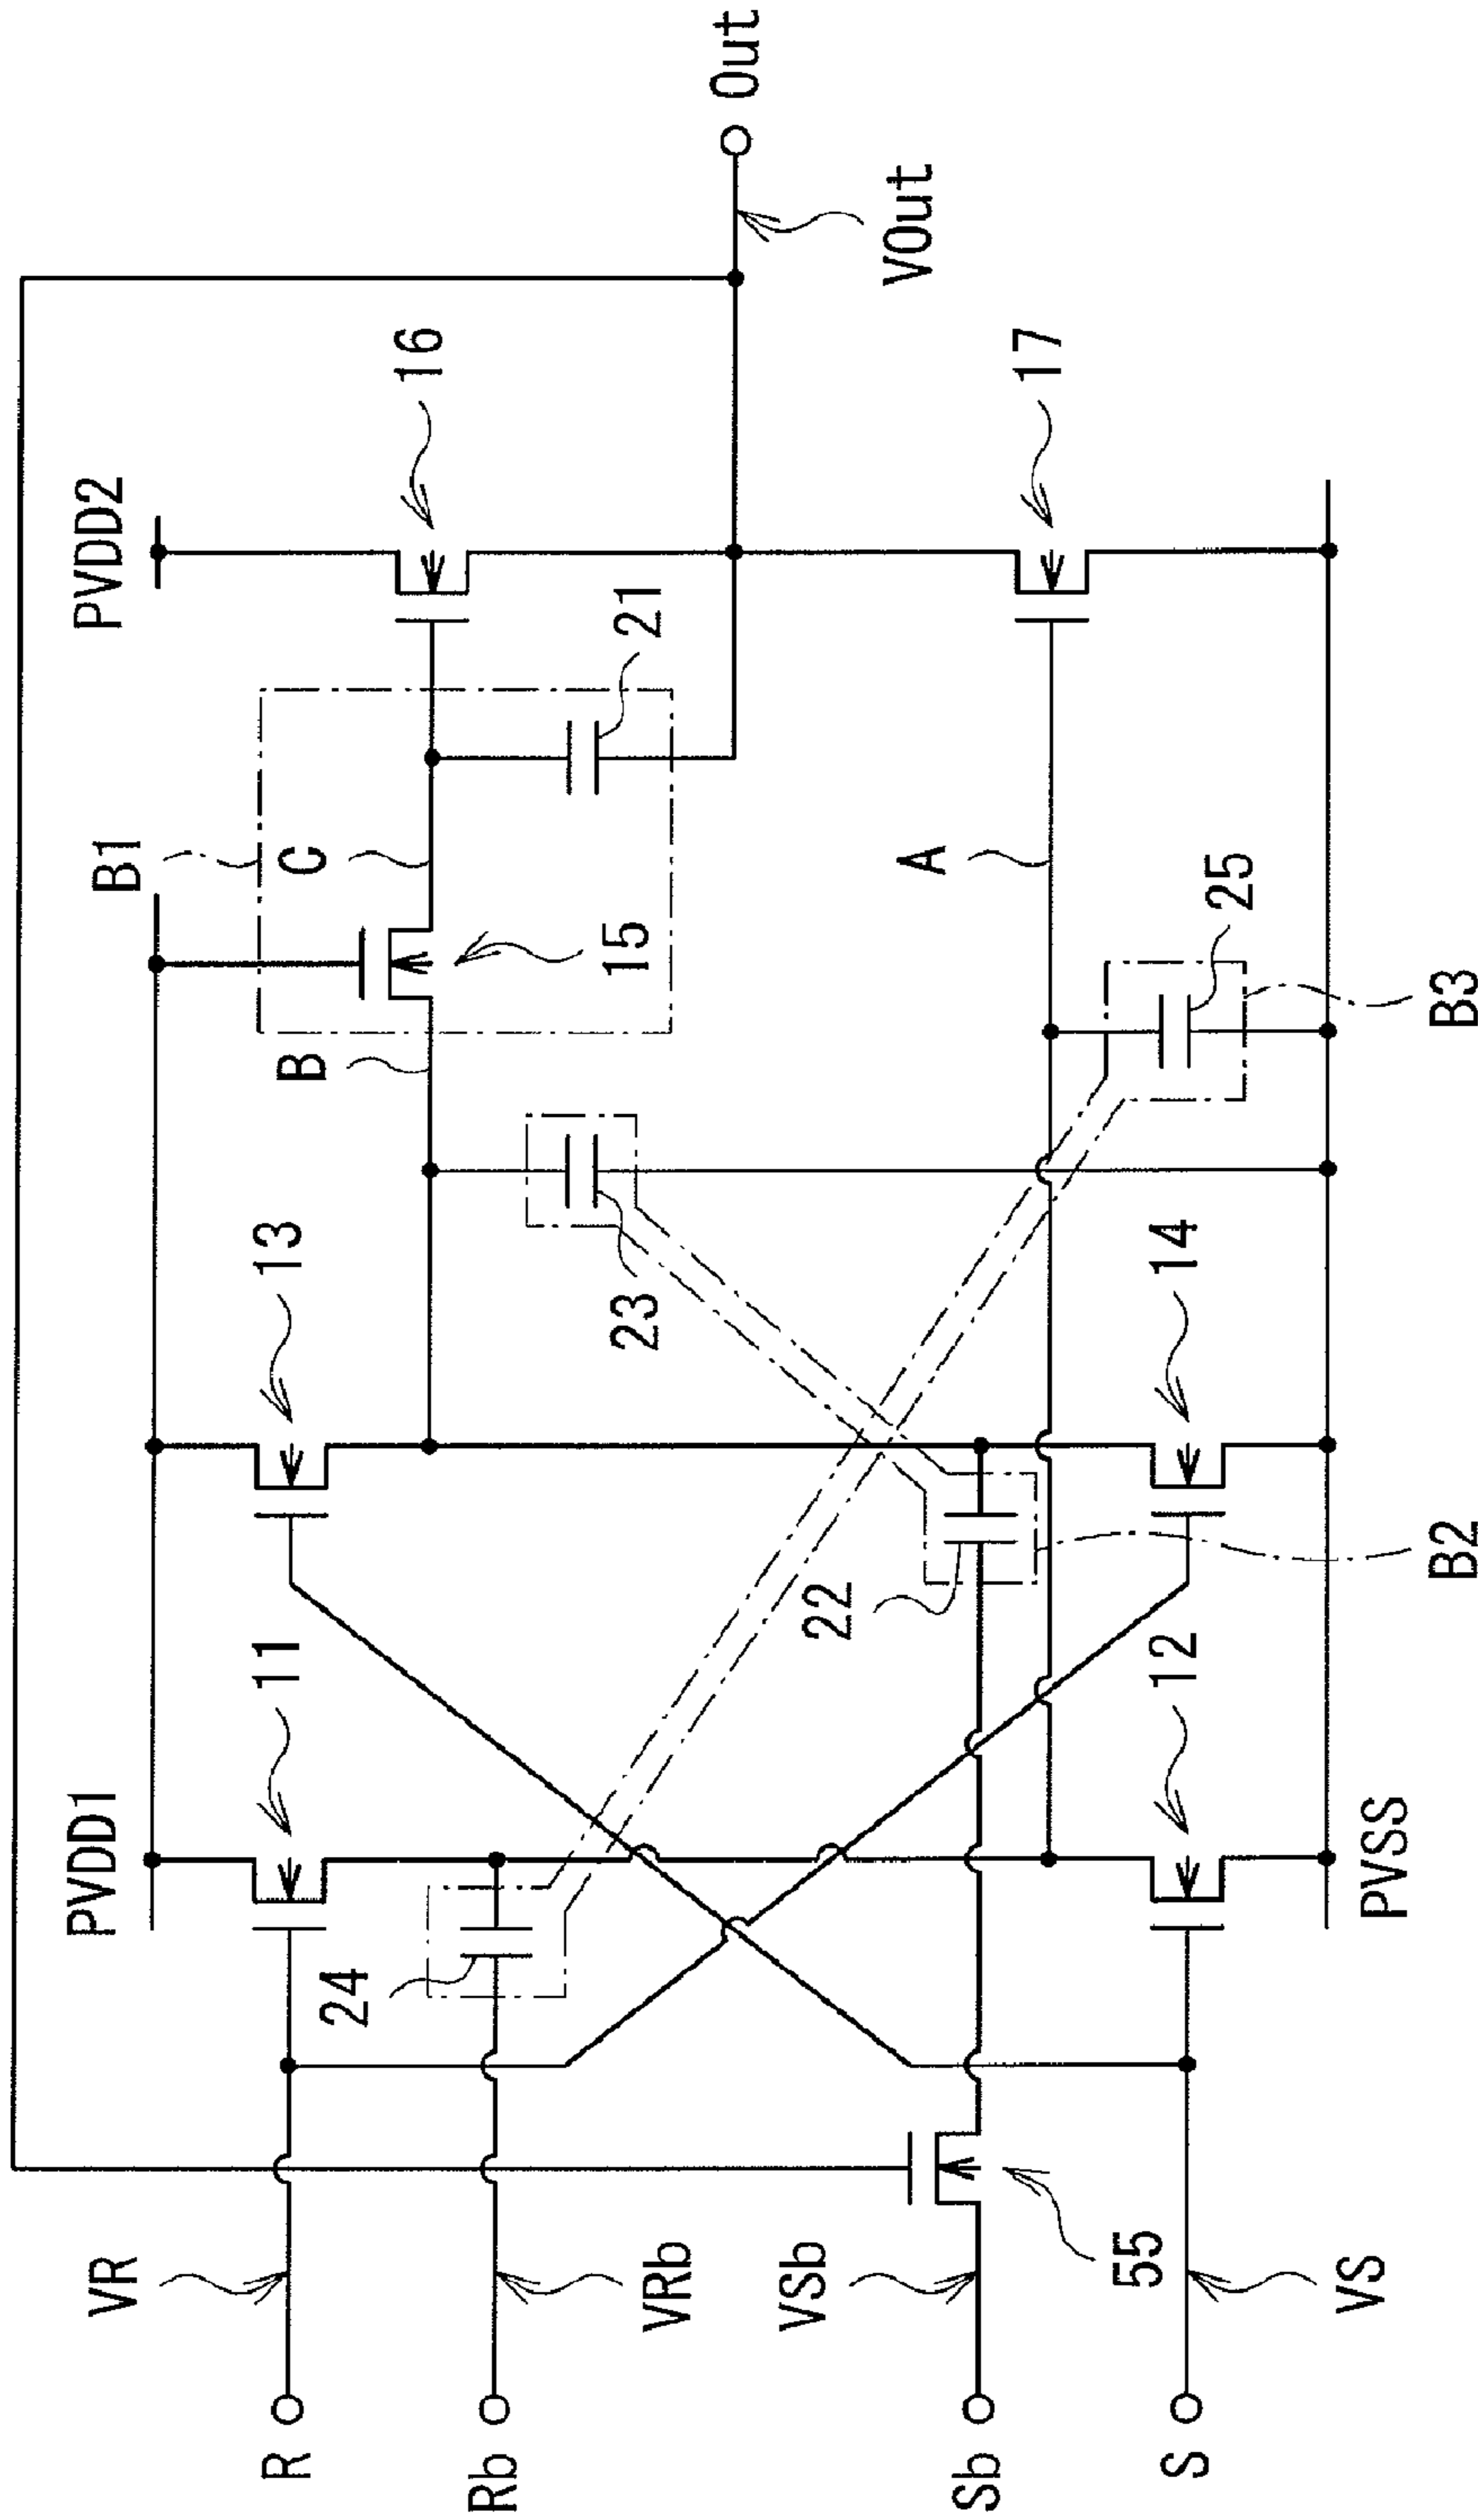 R
Rb
Sb
S
VR
VRb
VSb
VS
55
PVDD1
11
24
12
PVSS
13
22
14
B2
23
B
B1
C
15
A
25
B3
PVDD2
16
21
17
VOut
Out